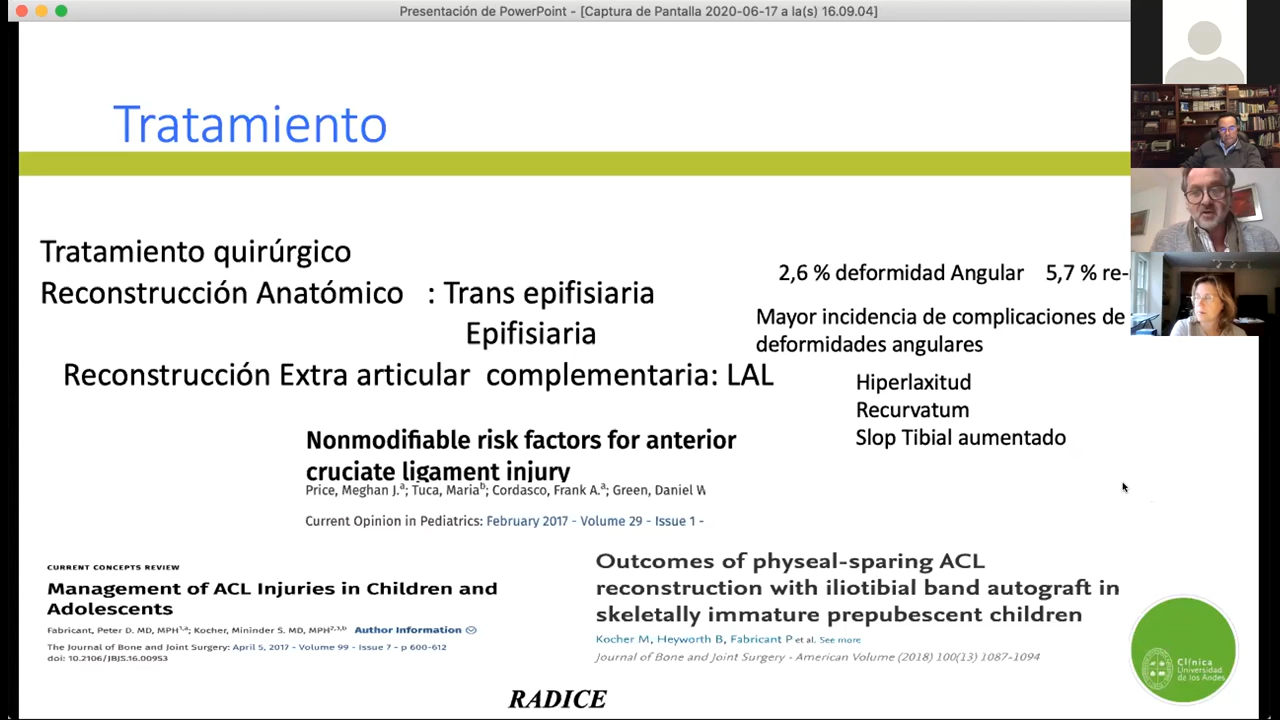 Presentación de PowerPoint - [Captura de Pantalla 2020-06-17 a la(s) 16.09.04]
Tratamiento
Tratamiento quirúrgico
Reconstrucción Anatómico : Trans epifisiaria
Epifisiaria
Reconstrucción Extra articular complementaria: LAL
2,6 % deformidad Angular 5,7 % re-
Mayor incidencia de complicaciones de
deformidades angulares
Hiperlaxitud
Recurvatum
Slop Tibial aumentado
Nonmodifiable risk factors for anterior
cruciate ligament injury
Price, Meghan J.a; Tuca, Mariab; Cordasco, Frank A.a; Green, Daniel W
Current Opinion in Pediatrics: February 2017 - Volume 29 - Issue 1 -
CURRENT CONCEPTS REVIEW
Management of ACL Injuries in Children and
Adolescents
Fabricant, Peter D. MD, MPH1,a; Kocher, Mininder S. MD, MPH2,3,b Author Information
The Journal of Bone and Joint Surgery: April 5, 2017 - Volume 99 - Issue 7 - p 600-612
doi: 10.2106/JBJS.16.00953
Outcomes of physeal-sparing ACL
reconstruction with iliotibial band autograft in
skeletally immature prepubescent children
Kocher M, Heyworth B, Fabricant P et al. See more
Journal of Bone and Joint Surgery - American Volume (2018) 100(13) 1087-1094
Clínica
Universidad
de los Andes
RADICE